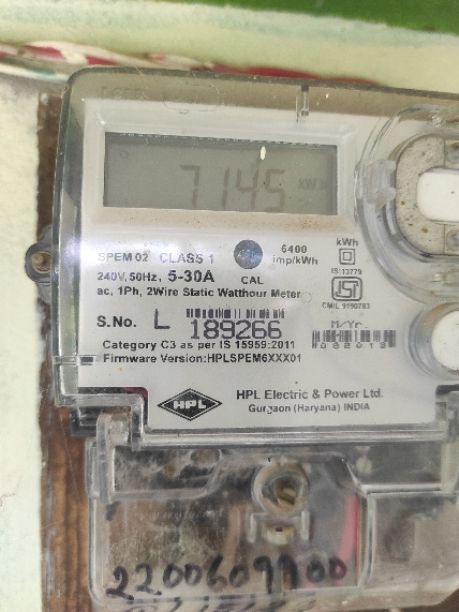 7145 kWh
SPEM 02 CLASS 1
6400 imp/kWh
kWh
240V, 50Hz, 5-30A
CAL
IS:13779
ac, 1Ph, 2Wire Static Watthour Meter
CM/L 9190783
S.No. L 189266
M/Yr.
Category C3 as per IS 15959:2011
Firmware Version:HPLSPEM6XXX01
HPL
HPL Electric & Power Ltd.
Gurgaon (Haryana) INDIA